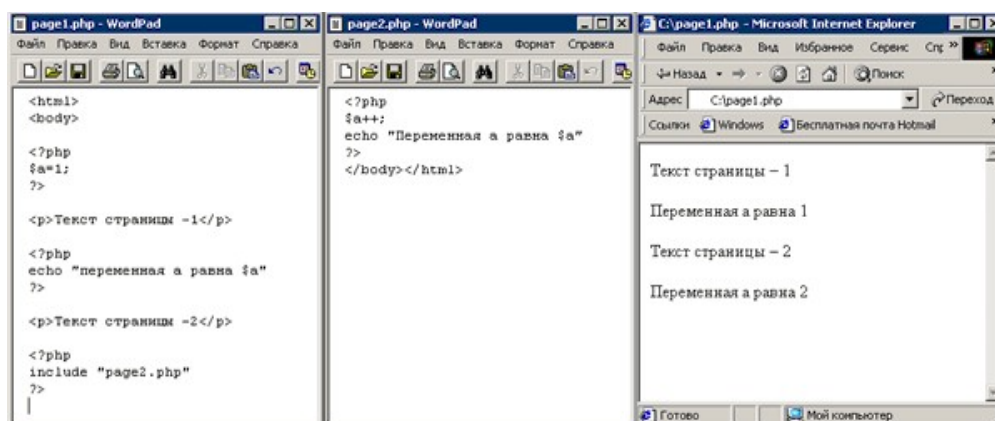 page1.php - WordPad
Файл Правка Вид Вставка Формат Справка
<html>
<body>
<?php
$a=1;
?>
<p>Текст страницы -1</p>
<?php
echo "переменная а равна $a"
?>
<p>Текст страницы -2</p>
<?php
include "page2.php"
?>
page2.php - WordPad
Файл Правка Вид Вставка Формат Справка
<?php
$a++;
echo "Переменная а равна $a"
?>
</body></html>
C:\page1.php - Microsoft Internet Explorer
Файл Правка Вид Избранное Сервис Спр »
Назад Поиск
Адрес C:\page1.php Переход
Ссылки Windows Бесплатная почта Hotmail
Текст страницы – 1
Переменная а равна 1
Текст страницы – 2
Переменная а равна 2
Готово Мой компьютер